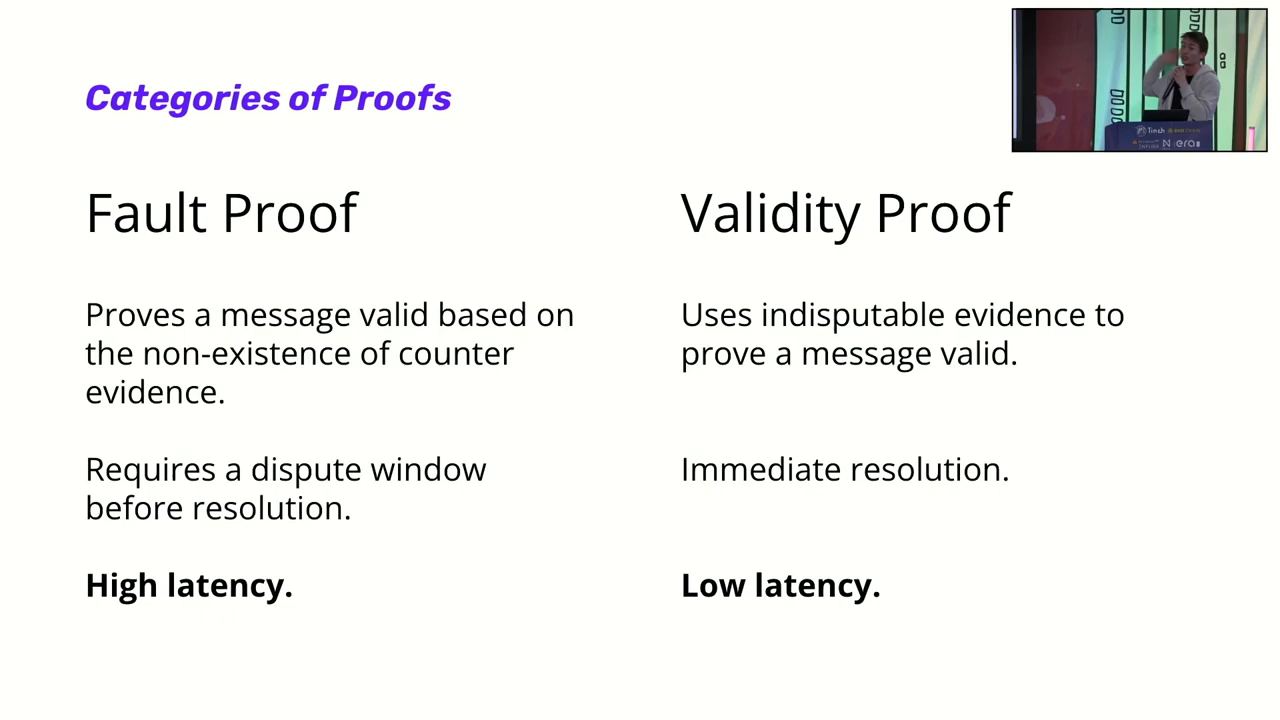 Categories of Proofs
Fault Proof
Proves a message valid based on
the non-existence of counter
evidence.
Requires a dispute window
before resolution.
High latency.
Validity Proof
Uses indisputable evidence to
prove a message valid.
Immediate resolution.
Low latency.